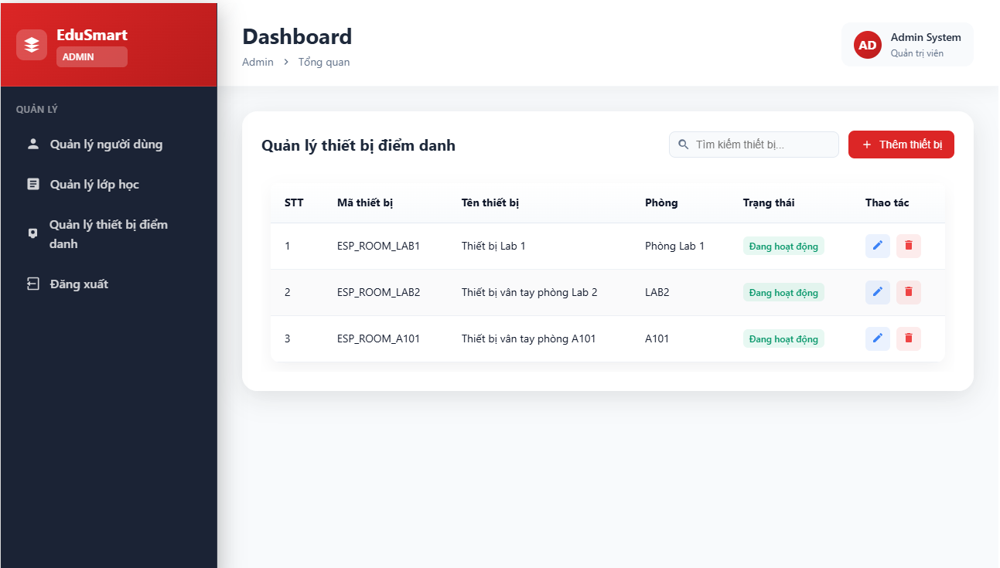 EduSmart
ADMIN
QUẢN LÝ
Quản lý người dùng
Quản lý lớp học
Quản lý thiết bị điểm
danh
Đăng xuất
Dashboard
Admin > Tổng quan
AD
Admin System
Quản trị viên
Quản lý thiết bị điểm danh
Tìm kiếm thiết bị...
+ Thêm thiết bị
STT Mã thiết bị Tên thiết bị Phòng Trạng thái Thao tác
1 ESP_ROOM_LAB1 Thiết bị Lab 1 Phòng Lab 1 Đang hoạt động
2 ESP_ROOM_LAB2 Thiết bị vân tay phòng Lab 2 LAB2 Đang hoạt động
3 ESP_ROOM_A101 Thiết bị vân tay phòng A101 A101 Đang hoạt động